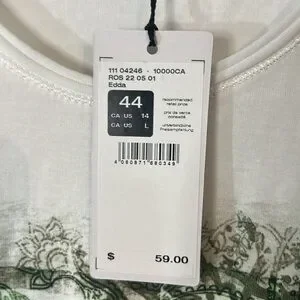 111 04246 - 10000CA
ROS 22 05 01
Edda
44
CA·US 14
CA·US L
recommended
retail price
prix de vente
conseillé
unverbindliche
Preisempfehlung
$ 59.00